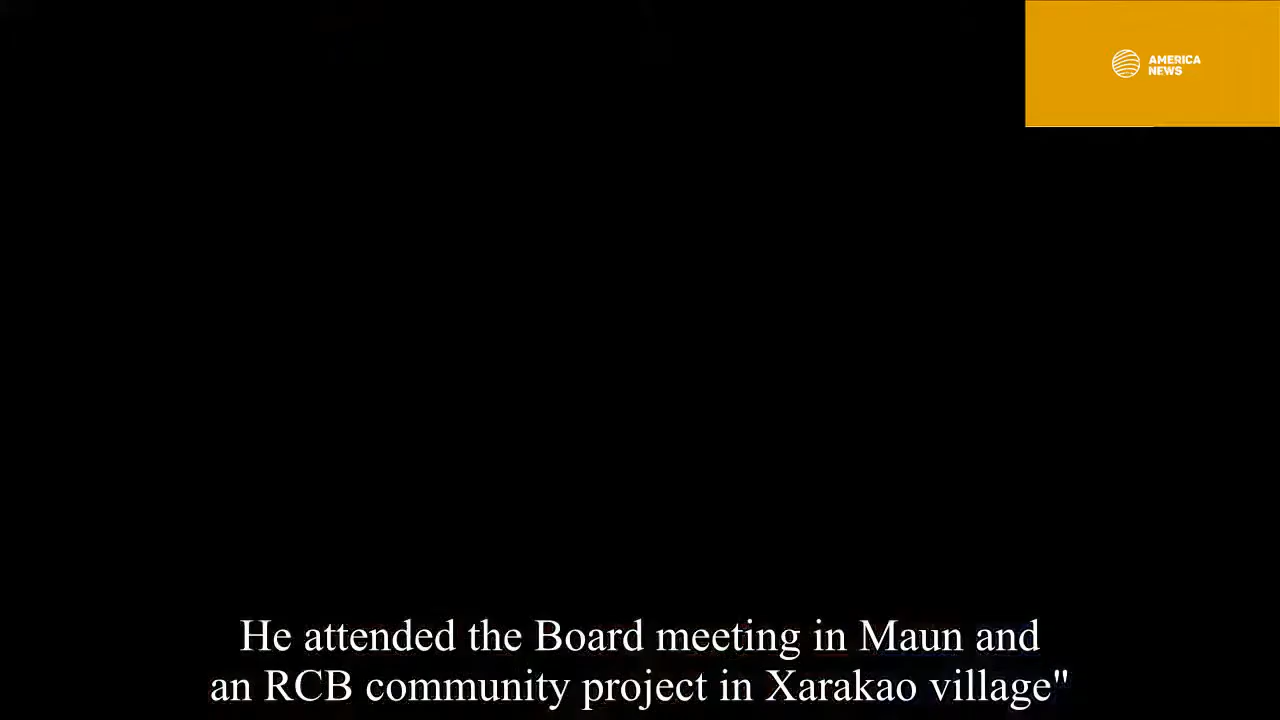 AMERICA
NEWS
He attended the Board meeting in Maun and
an RCB community project in Xarakao village"